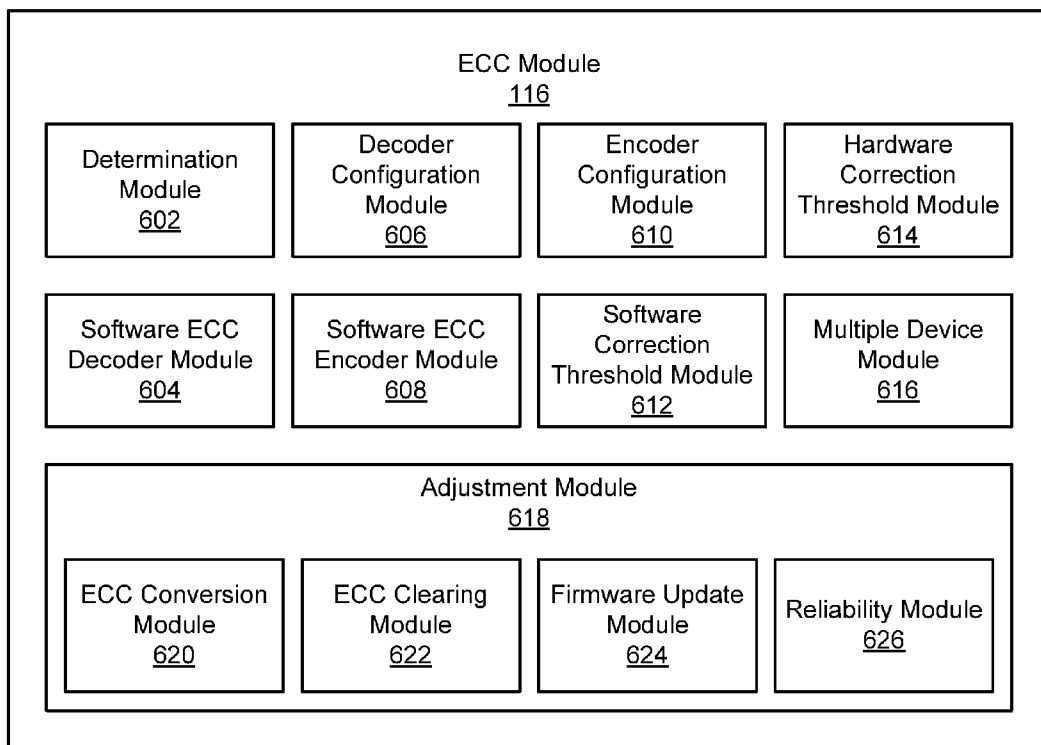 ECC Module
116
Determination
Module
602
Decoder
Configuration
Module
606
Encoder
Configuration
Module
610
Hardware
Correction
Threshold Module
614
Software ECC
Decoder Module
604
Software ECC
Encoder Module
608
Software
Correction
Threshold Module
612
Multiple Device
Module
616
Adjustment Module
618
ECC Conversion
Module
620
ECC Clearing
Module
622
Firmware Update
Module
624
Reliability Module
626